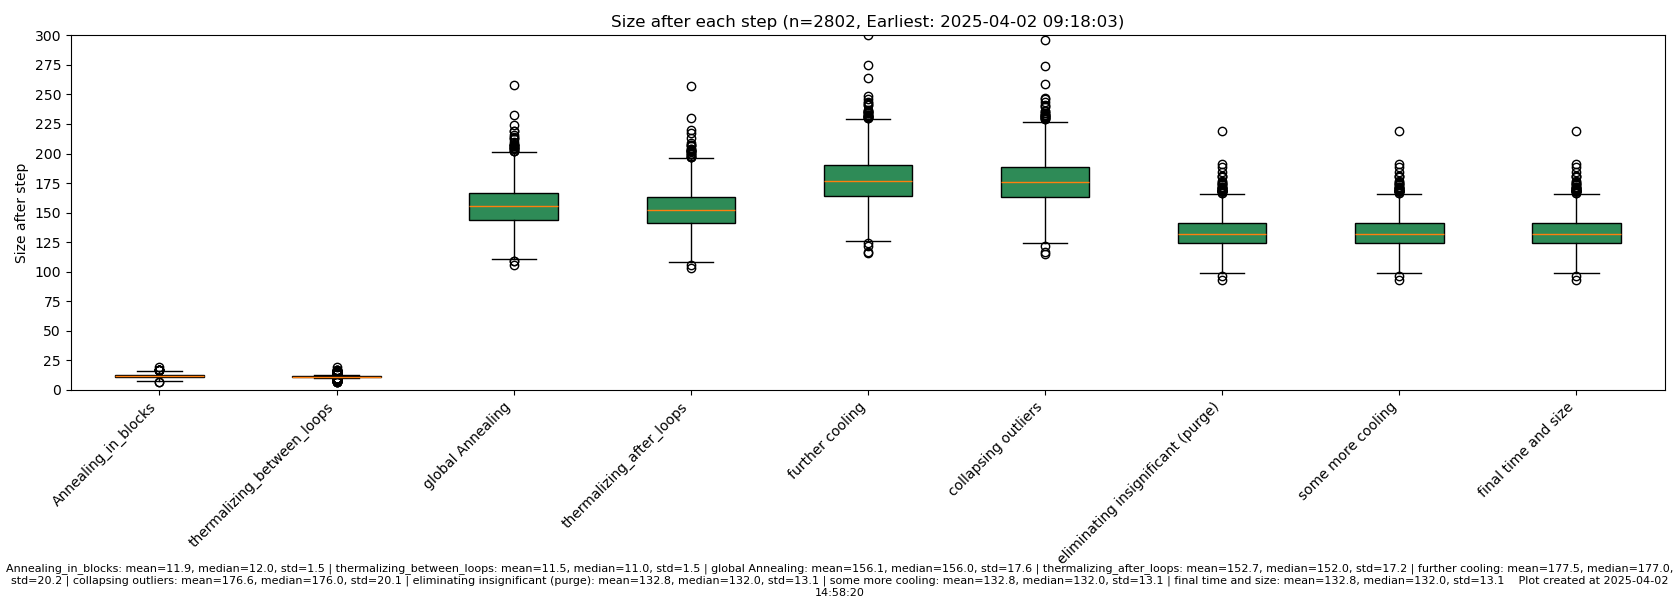 Size after each step (n=2802, Earliest: 2025-04-02 09:18:03)
300
275
250
225
200
175
150
125
100
75
50
25
0
Size after step
Annealing_in_blocks
thermalizing_between_loops
global Annealing
thermalizing_after_loops
further cooling
collapsing outliers
eliminating insignificant (purge)
some more cooling
final time and size
Annealing_in_blocks: mean=11.9, median=12.0, std=1.5 | thermalizing_between_loops: mean=11.5, median=11.0, std=1.5 | global Annealing: mean=156.1, median=156.0, std=17.6 | thermalizing_after_loops: mean=152.7, median=152.0, std=17.2 | further cooling: mean=177.5, median=177.0,
std=20.2 | collapsing outliers: mean=176.6, median=176.0, std=20.1 | eliminating insignificant (purge): mean=132.8, median=132.0, std=13.1 | some more cooling: mean=132.8, median=132.0, std=13.1 | final time and size: mean=132.8, median=132.0, std=13.1    Plot created at 2025-04-02
14:58:20